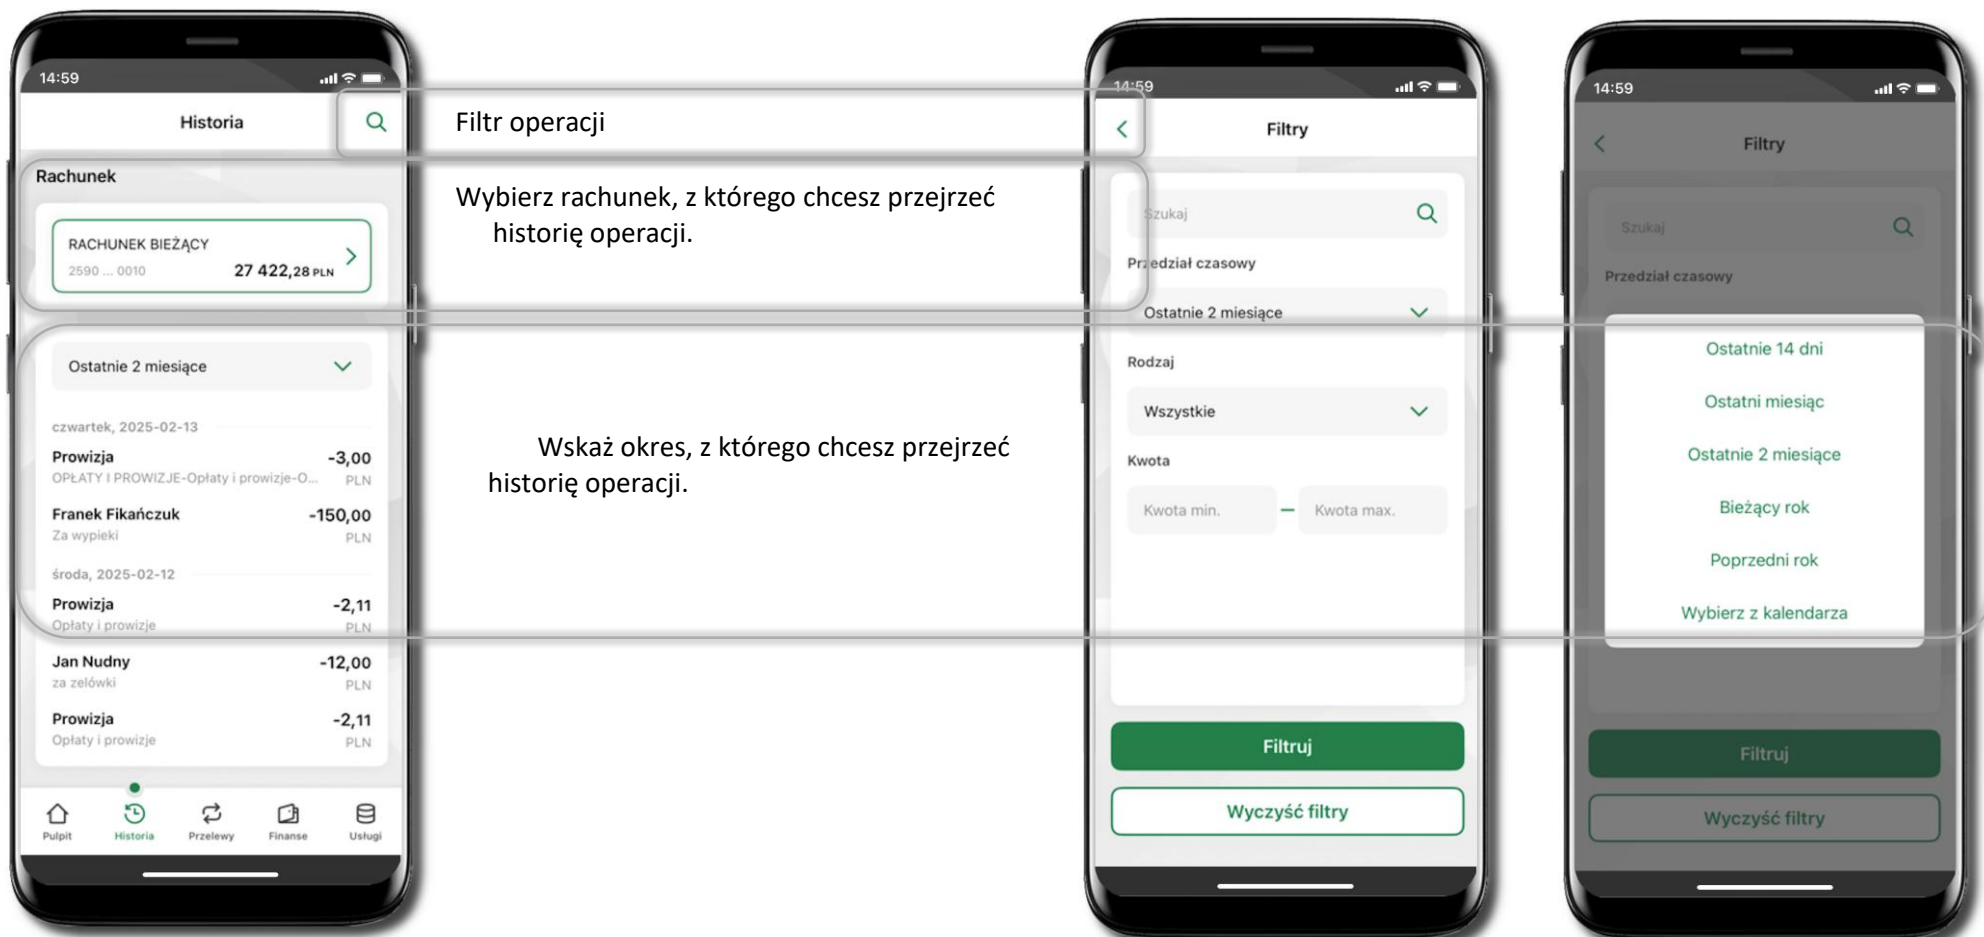 14:59
Historia
Rachunek
RACHUNEK BIEŻĄCY
2590 ... 0010 27 422,28 PLN
Ostatnie 2 miesiące
czwartek, 2025-02-13
Prowizja -3,00
OPŁATY I PROWIZJE-Opłaty i prowizje-O... PLN
Franek Fikańczuk -150,00
Za wypieki PLN
środa, 2025-02-12
Prowizja -2,11
Opłaty i prowizje PLN
Jan Nudny -12,00
za zelówki PLN
Prowizja -2,11
Opłaty i prowizje PLN
Pulpit Historia Przelewy Finanse Usługi
Filtr operacji
Wybierz rachunek, z którego chcesz przejrzeć
historię operacji.
Wskaż okres, z którego chcesz przejrzeć
historię operacji.
14:59
Filtry
Szukaj
Przedział czasowy
Ostatnie 2 miesiące
Rodzaj
Wszystkie
Kwota
Kwota min. – Kwota max.
Filtruj
Wyczyść filtry
14:59
Filtry
Szukaj
Przedział czasowy
Ostatnie 14 dni
Ostatni miesiąc
Ostatnie 2 miesiące
Bieżący rok
Poprzedni rok
Wybierz z kalendarza
Filtruj
Wyczyść filtry